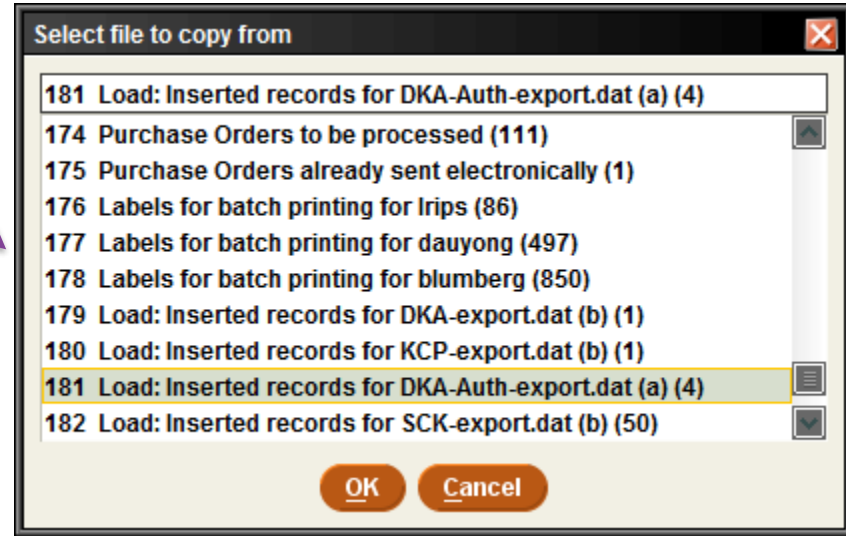 Select file to copy from
181 Load: Inserted records for DKA-Auth-export.dat (a) (4)
174 Purchase Orders to be processed (111)
175 Purchase Orders already sent electronically (1)
176 Labels for batch printing for lrips (86)
177 Labels for batch printing for dauyong (497)
178 Labels for batch printing for blumberg (850)
179 Load: Inserted records for DKA-export.dat (b) (1)
180 Load: Inserted records for KCP-export.dat (b) (1)
181 Load: Inserted records for DKA-Auth-export.dat (a) (4)
182 Load: Inserted records for SCK-export.dat (b) (50)
OK Cancel